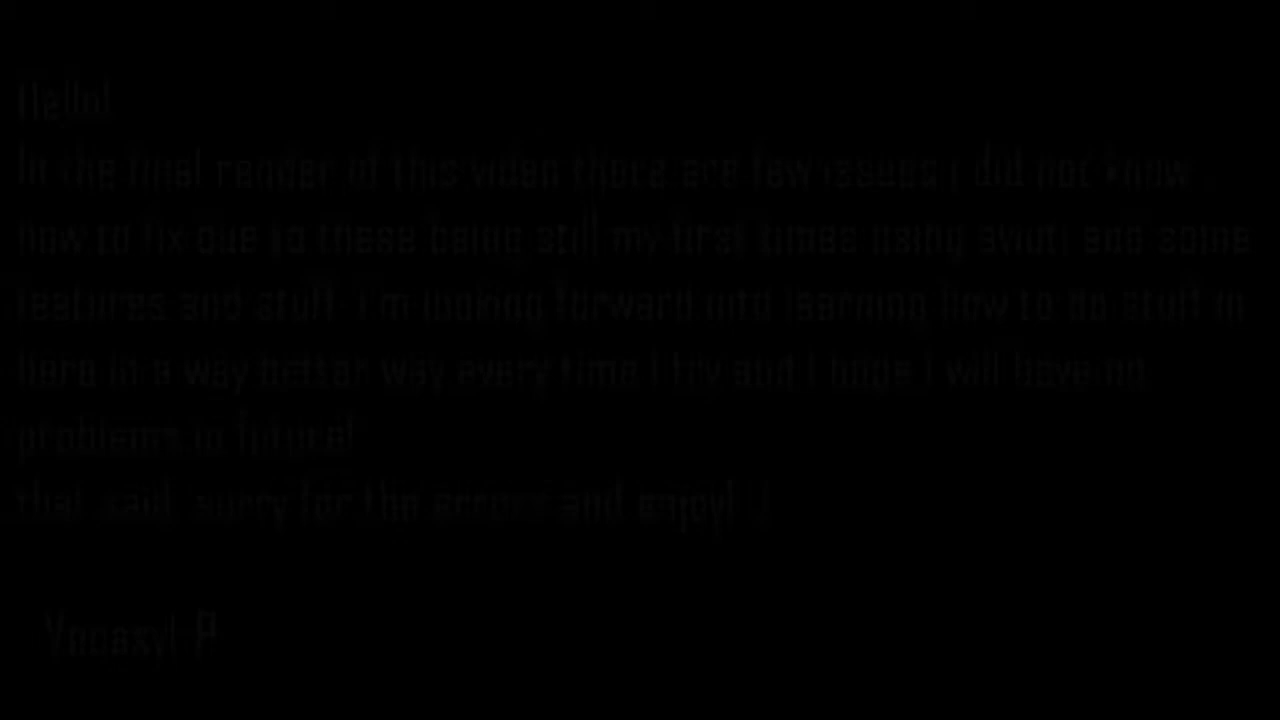 Hello!
In the final render of this video there are few issues I did not know
how to fix due to these being still my first times using aviutl and some
features and stuff. I'm looking forward into learning how to do stuff in
here in a way better way every time I try and I hope I will have no
problems in future!
that said, sorry for the errors and enjoy!